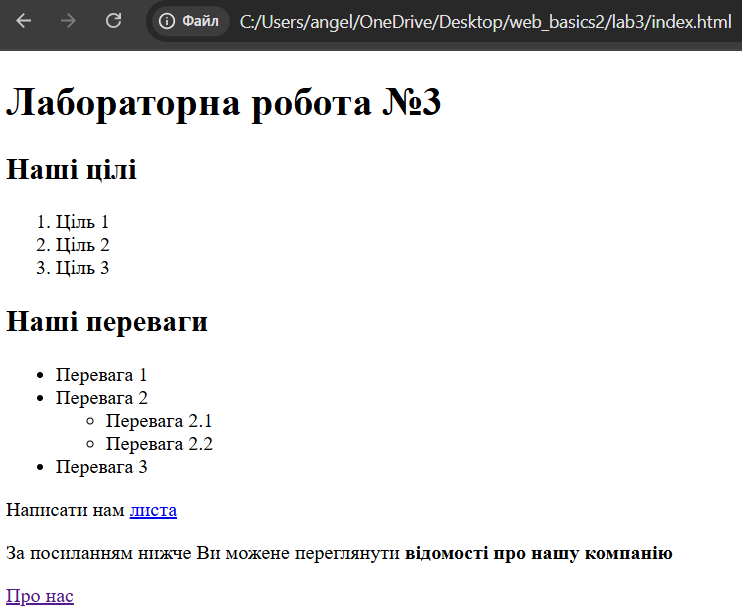 Файл C:/Users/angel/OneDrive/Desktop/web_basics2/lab3/index.html
Лабораторна робота №3
Наші цілі
1. Ціль 1
2. Ціль 2
3. Ціль 3
Наші переваги
• Перевага 1
• Перевага 2
◦ Перевага 2.1
◦ Перевага 2.2
• Перевага 3
Написати нам листа
За посиланням нижче Ви можене переглянути відомості про нашу компанію
Про нас